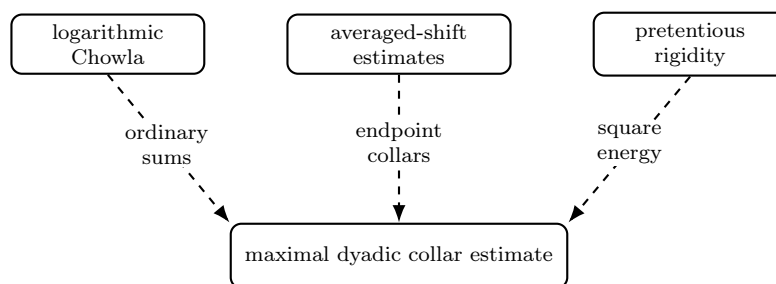 logarithmic
Chowla
averaged-shift
estimates
pretentious
rigidity
ordinary
sums
endpoint
collars
square
energy
maximal dyadic collar estimate